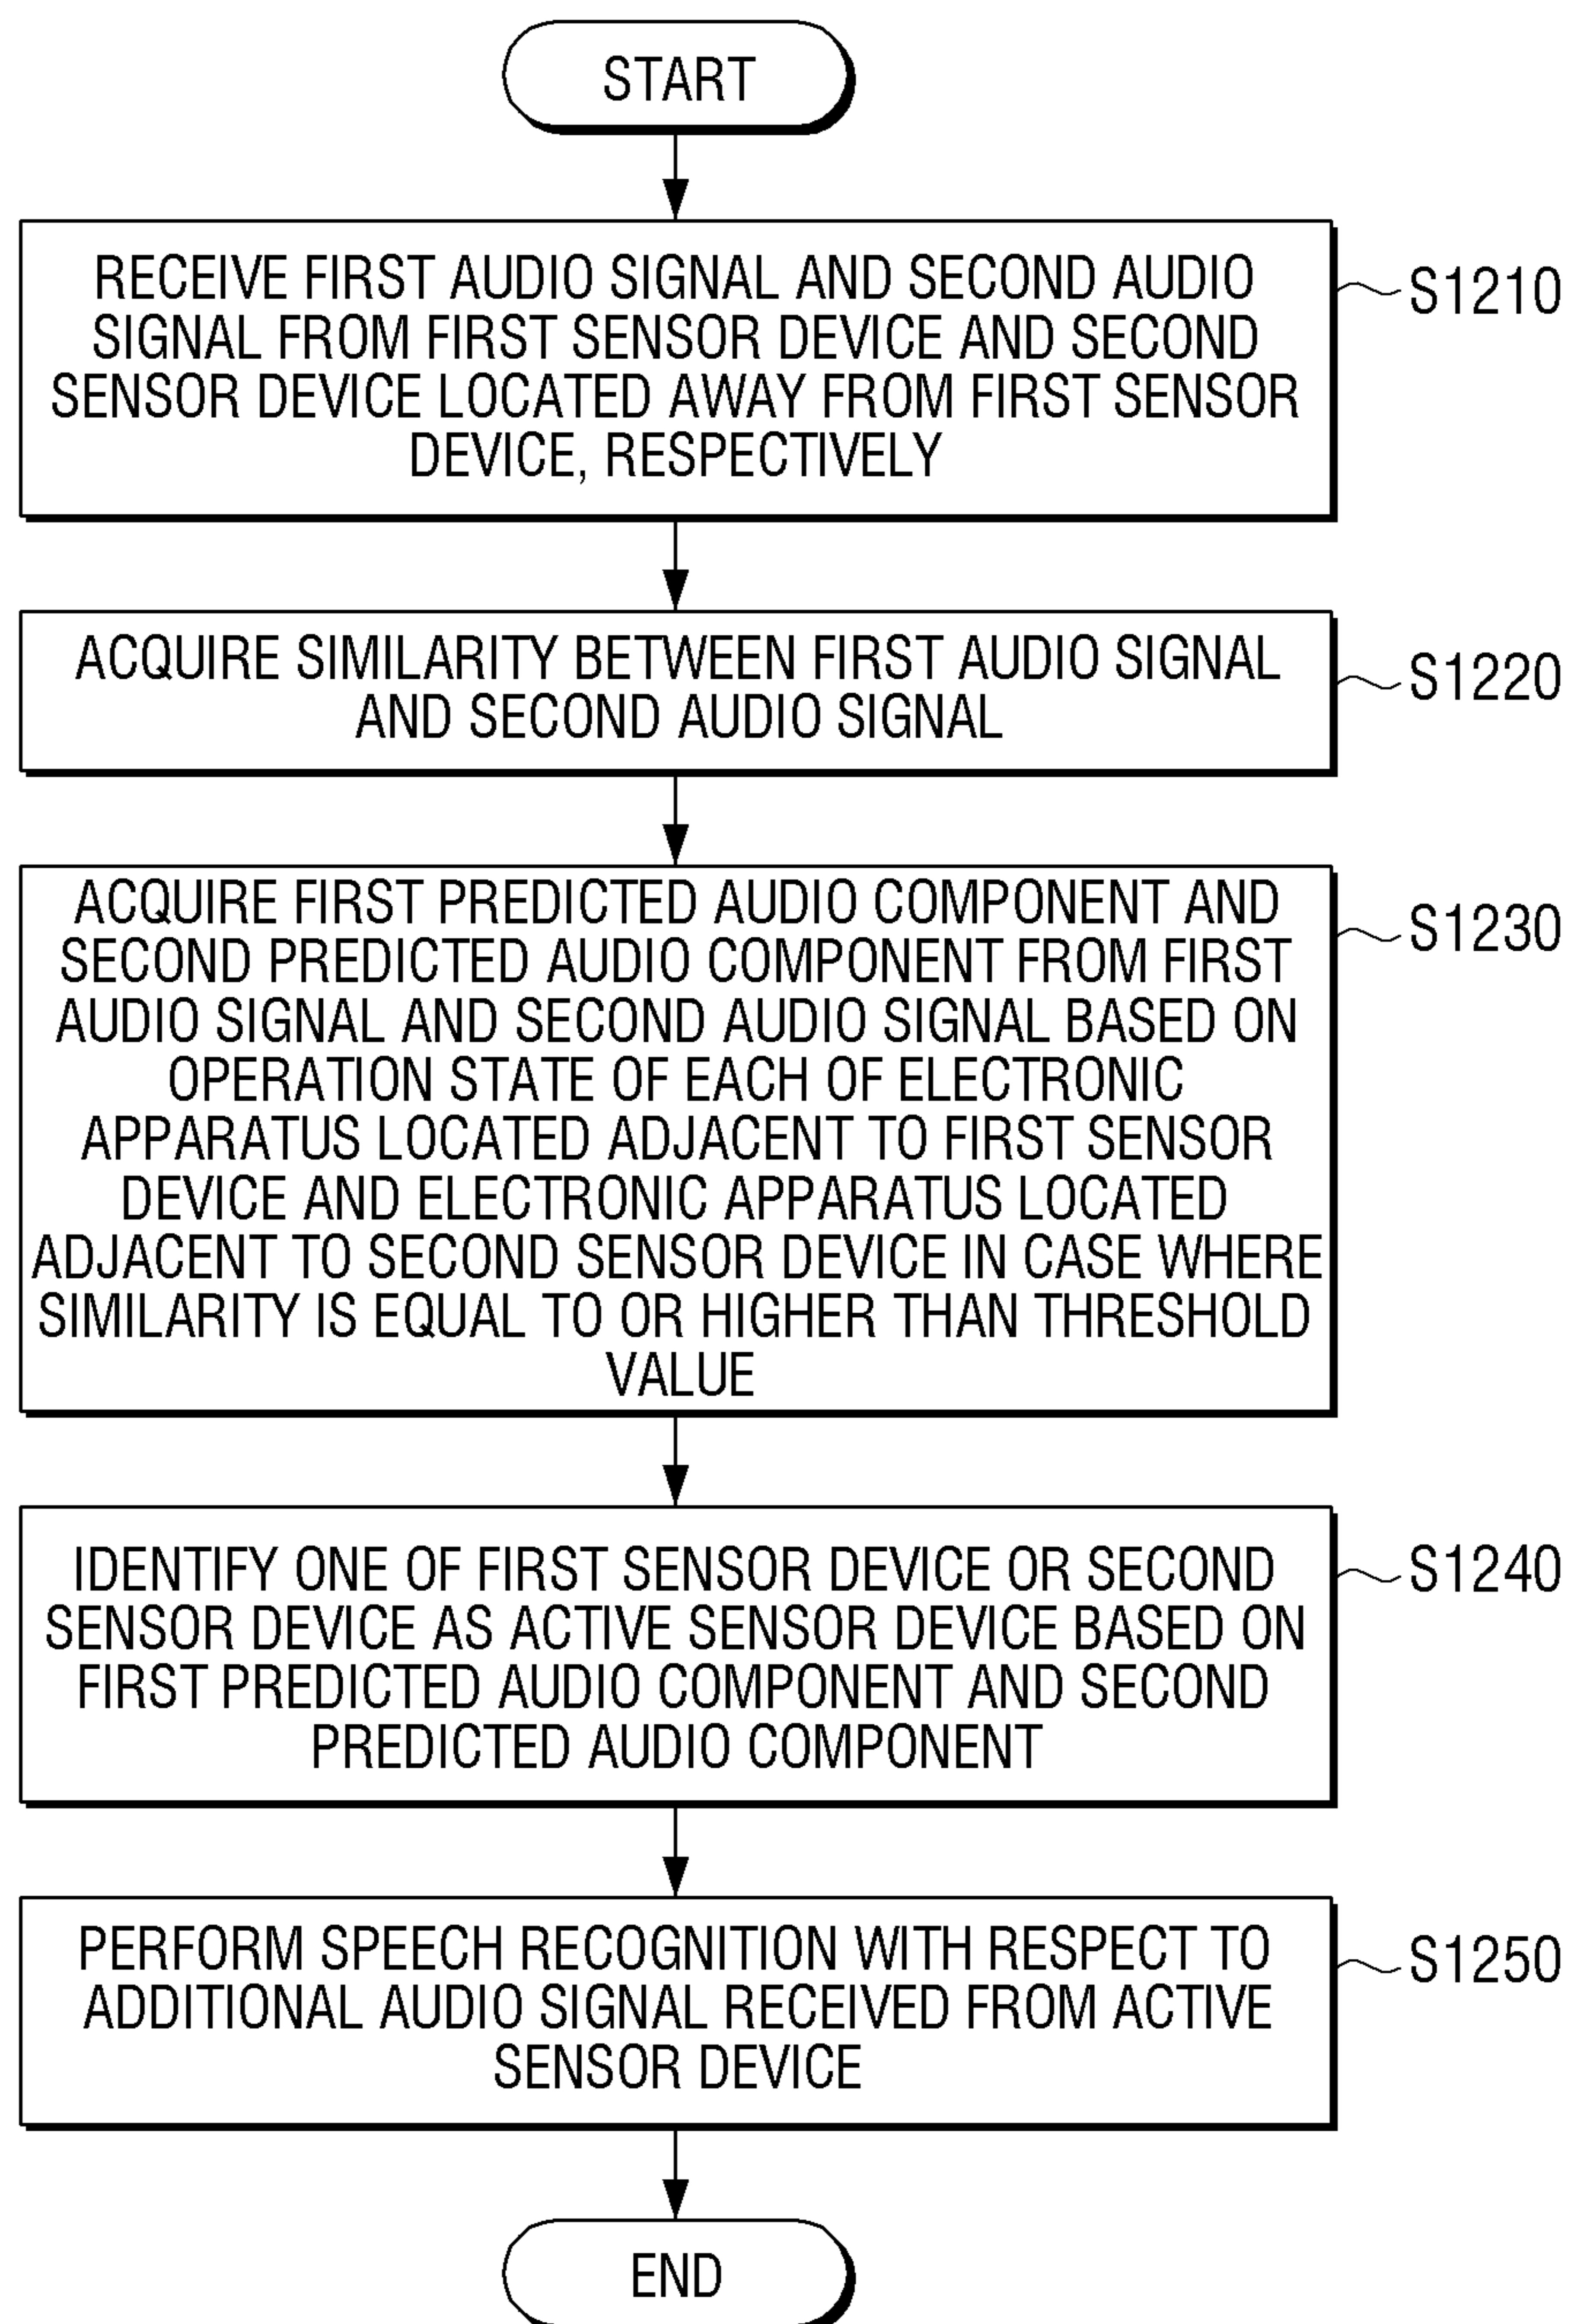 START
RECEIVE FIRST AUDIO SIGNAL AND SECOND AUDIO
SIGNAL FROM FIRST SENSOR DEVICE AND SECOND
SENSOR DEVICE LOCATED AWAY FROM FIRST SENSOR
DEVICE, RESPECTIVELY
S1210
ACQUIRE SIMILARITY BETWEEN FIRST AUDIO SIGNAL
AND SECOND AUDIO SIGNAL
S1220
ACQUIRE FIRST PREDICTED AUDIO COMPONENT AND
SECOND PREDICTED AUDIO COMPONENT FROM FIRST
AUDIO SIGNAL AND SECOND AUDIO SIGNAL BASED ON
OPERATION STATE OF EACH OF ELECTRONIC
APPARATUS LOCATED ADJACENT TO FIRST SENSOR
DEVICE AND ELECTRONIC APPARATUS LOCATED
ADJACENT TO SECOND SENSOR DEVICE IN CASE WHERE
SIMILARITY IS EQUAL TO OR HIGHER THAN THRESHOLD
VALUE
S1230
IDENTIFY ONE OF FIRST SENSOR DEVICE OR SECOND
SENSOR DEVICE AS ACTIVE SENSOR DEVICE BASED ON
FIRST PREDICTED AUDIO COMPONENT AND SECOND
PREDICTED AUDIO COMPONENT
S1240
PERFORM SPEECH RECOGNITION WITH RESPECT TO
ADDITIONAL AUDIO SIGNAL RECEIVED FROM ACTIVE
SENSOR DEVICE
S1250
END